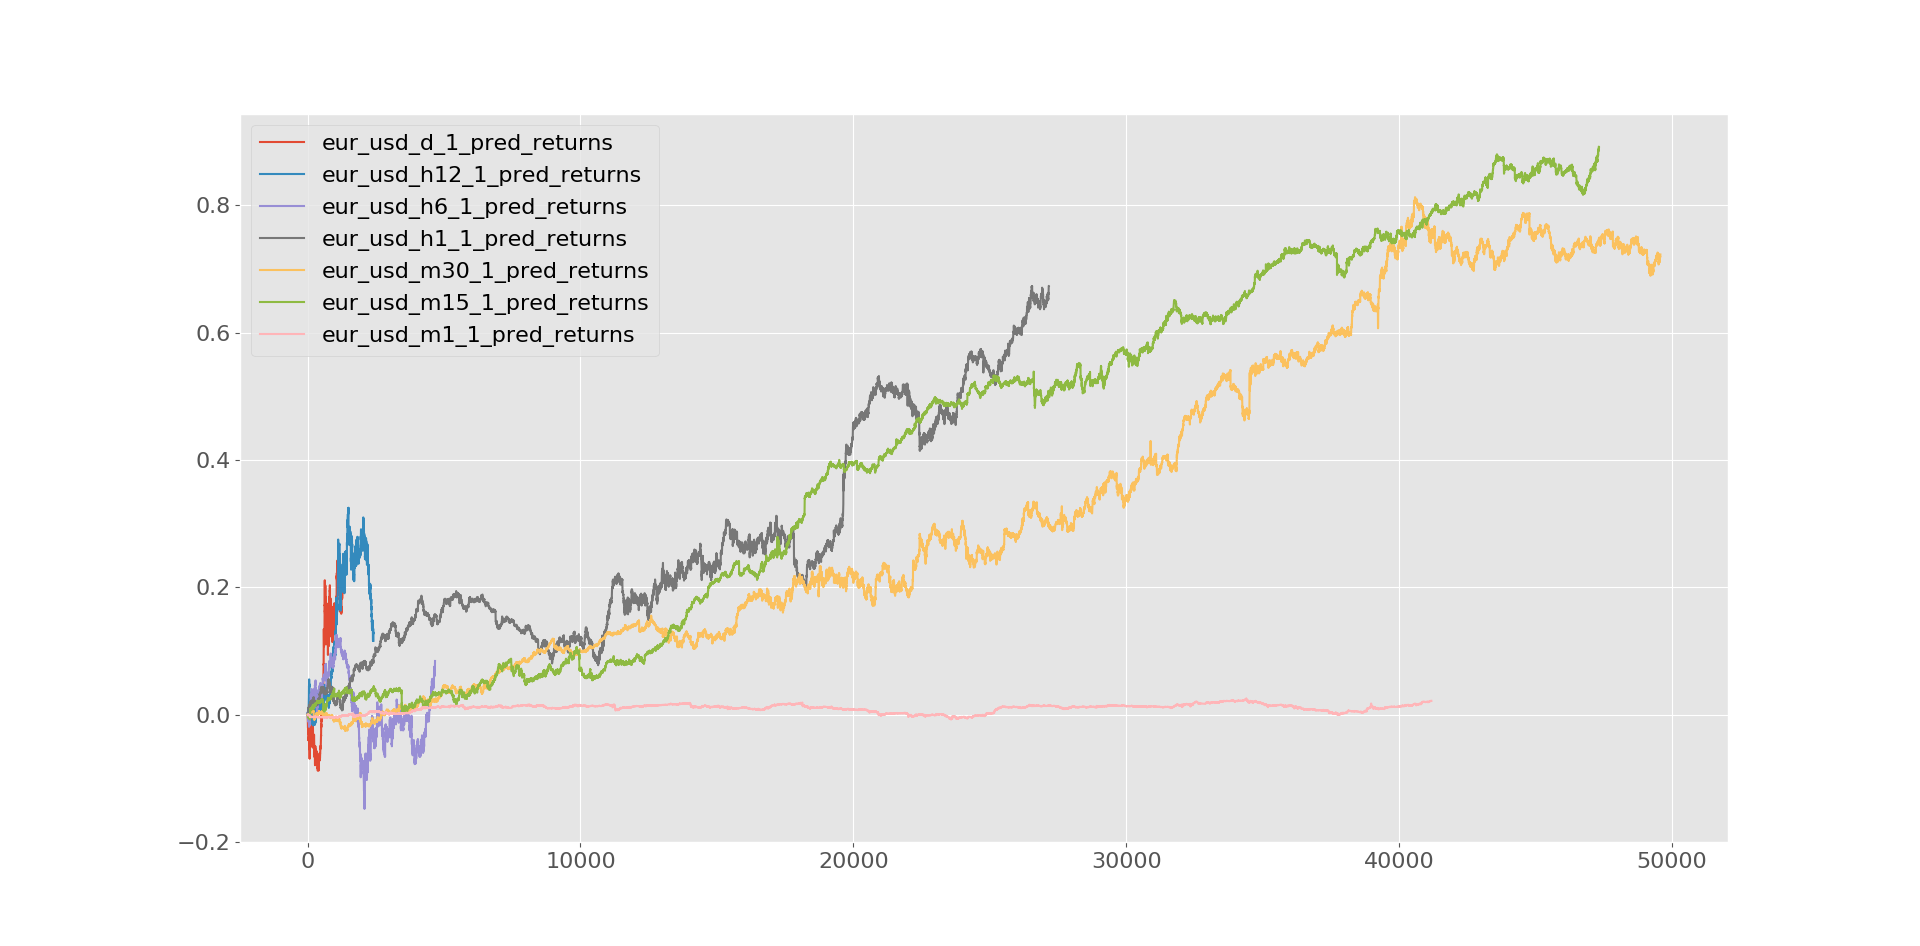 eur_usd_d_1_pred_returns
eur_usd_h12_1_pred_returns
eur_usd_h6_1_pred_returns
eur_usd_h1_1_pred_returns
eur_usd_m30_1_pred_returns
eur_usd_m15_1_pred_returns
eur_usd_m1_1_pred_returns
0.8
0.6
0.4
0.2
0.0
−0.2
0 10000 20000 30000 40000 50000